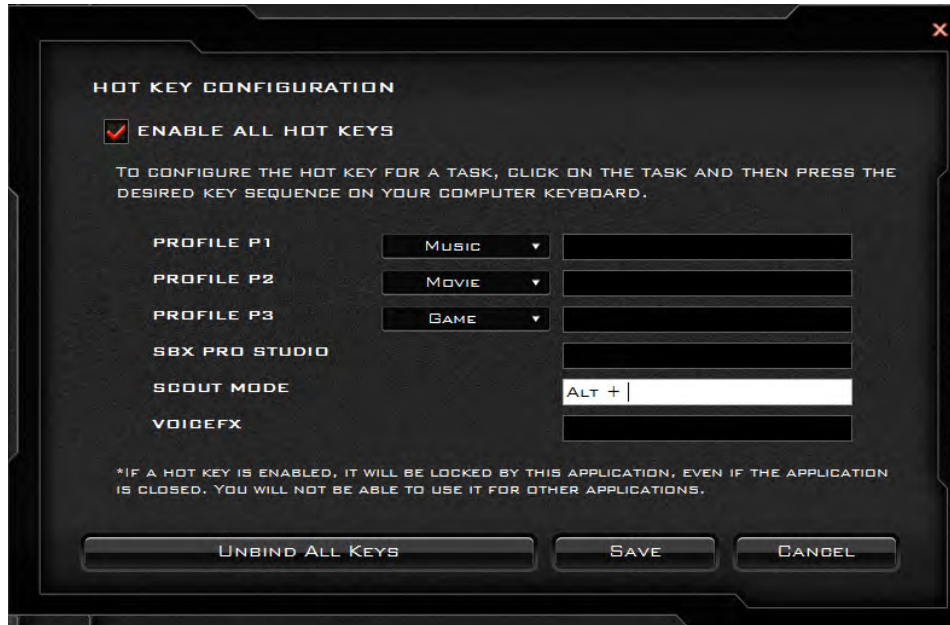 HOT KEY CONFIGURATION
ENABLE ALL HOT KEYS
TO CONFIGURE THE HOT KEY FOR A TASK, CLICK ON THE TASK AND THEN PRESS THE
DESIRED KEY SEQUENCE ON YOUR COMPUTER KEYBOARD.
PROFILE P1 MUSIC
PROFILE P2 MOVIE
PROFILE P3 GAME
SBX PRO STUDIO
SCOUT MODE ALT +
VOICEFX
*IF A HOT KEY IS ENABLED, IT WILL BE LOCKED BY THIS APPLICATION, EVEN IF THE APPLICATION
IS CLOSED. YOU WILL NOT BE ABLE TO USE IT FOR OTHER APPLICATIONS.
UNBIND ALL KEYS SAVE CANCEL